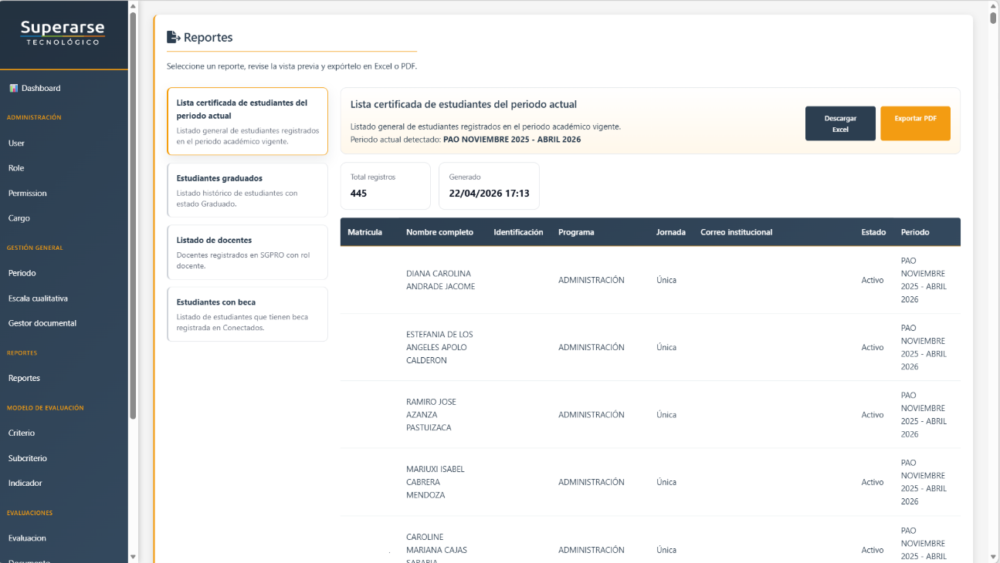 Superarse
TECNOLÓGICO
Dashboard
ADMINISTRACIÓN
User
Role
Permission
Cargo
GESTIÓN GENERAL
Periodo
Escala cualitativa
Gestor documental
REPORTES
Reportes
MODELO DE EVALUACIÓN
Criterio
Subcriterio
Indicador
EVALUACIONES
Evaluacion
Reportes
Seleccione un reporte, revise la vista previa y expórtelo en Excel o PDF.
Lista certificada de estudiantes del
periodo actual
Listado general de estudiantes registrados
en el periodo académico vigente.
Estudiantes graduados
Listado histórico de estudiantes con
estado Graduado.
Listado de docentes
Docentes registrados en SGPRO con rol
docente.
Estudiantes con beca
Listado de estudiantes que tienen beca
registrada en Conectados.
Lista certificada de estudiantes del periodo actual
Listado general de estudiantes registrados en el periodo académico vigente.
Periodo actual detectado: PAO NOVIEMBRE 2025 - ABRIL 2026
Descargar
Excel
Exportar PDF
Total registros
445
Generado
22/04/2026 17:13
Matrícula Nombre completo Identificación Programa Jornada Correo institucional Estado Periodo
DIANA CAROLINA
ANDRADE JACOME
ADMINISTRACIÓN
Única
Activo
PAO
NOVIEMBRE
2025 - ABRIL
2026
ESTEFANIA DE LOS
ANGELES APOLO
CALDERON
ADMINISTRACIÓN
Única
Activo
PAO
NOVIEMBRE
2025 - ABRIL
2026
RAMIRO JOSE
AZANZA
PASTUIZACA
ADMINISTRACIÓN
Única
Activo
PAO
NOVIEMBRE
2025 - ABRIL
2026
MARIUXI ISABEL
CABRERA
MENDOZA
ADMINISTRACIÓN
Única
Activo
PAO
NOVIEMBRE
2025 - ABRIL
2026
CAROLINE
MARIANA CAJAS
ADMINISTRACIÓN
Única
Activo
PAO
NOVIEMBRE
2025 - ABRIL